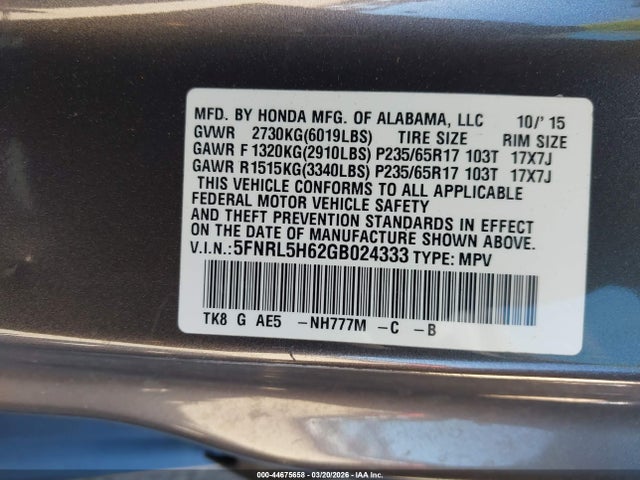 MFD. BY HONDA MFG. OF ALABAMA, LLC 10/'15
GVWR 2730KG(6019LBS) TIRE SIZE RIM SIZE
GAWR F 1320KG(2910LBS) P235/65R17 103T 17X7J
GAWR R 1515KG(3340LBS) P235/65R17 103T 17X7J
THIS VEHICLE CONFORMS TO ALL APPLICABLE
FEDERAL MOTOR VEHICLE SAFETY
AND THEFT PREVENTION STANDARDS IN EFFECT
ON THE DATE OF MANUFACTURE SHOWN ABOVE.
V.I.N.:5FNRL5H62GB024333 TYPE: MPV
TK8 G AE5 -NH777M -C -B
000-44675658 | 03/20/2026 | IAA Inc.